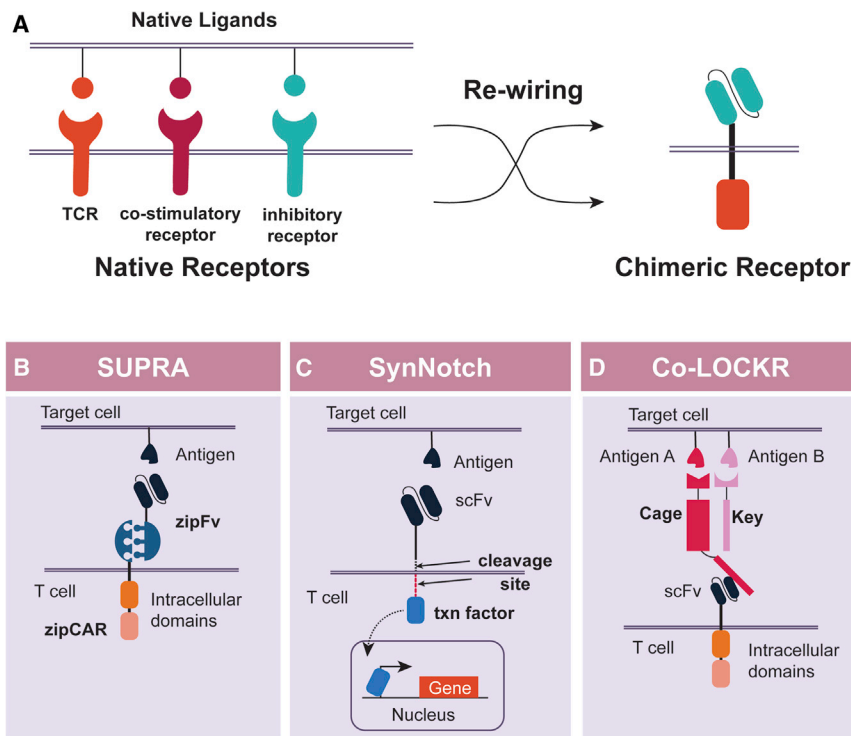 A
Native Ligands
Re-wiring
TCR
co-stimulatory
receptor
inhibitory
receptor
Native Receptors
Chimeric Receptor
B
SUPRA
Target cell
Antigen
zipFv
T cell
Intracellular
domains
zipCAR
C
SynNotch
Target cell
Antigen
scFv
cleavage
site
T cell
txn factor
Gene
Nucleus
D
Co-LOCKR
Target cell
Antigen A
Antigen B
Cage
Key
scFv
T cell
Intracellular
domains